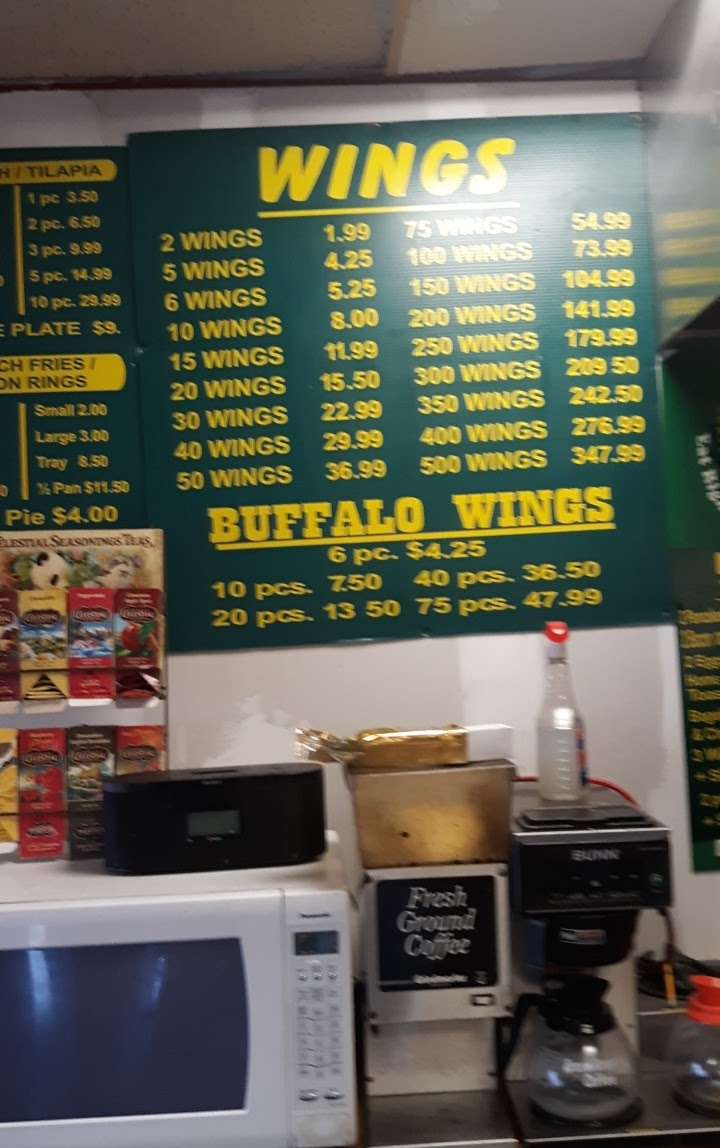 H / TILAPIA
1 pc 3.50
2 pc. 6.50
3 pc. 9.99
5 pc. 14.99
10 pc. 29.99
E PLATE $9.
CH FRIES /
ON RINGS
Small 2.00
Large 3.00
Tray 8.50
½ Pan $11.50
Pie $4.00
WINGS
2 WINGS 1.99 75 WINGS 54.99
5 WINGS 4.25 100 WINGS 73.99
6 WINGS 5.25 150 WINGS 104.99
10 WINGS 8.00 200 WINGS 141.99
15 WINGS 11.99 250 WINGS 179.99
20 WINGS 15.50 300 WINGS 209 50
30 WINGS 22.99 350 WINGS 242.50
40 WINGS 29.99 400 WINGS 276.99
50 WINGS 36.99 500 WINGS 347.99
BUFFALO WINGS
6 pc. $4.25
10 pcs. 7.50 40 pcs. 36.50
20 pcs. 13 50 75 pcs. 47.99
CELESTIAL SEASONINGS TEAS.
BUNN
Fresh
Ground
Coffee
Panasonic